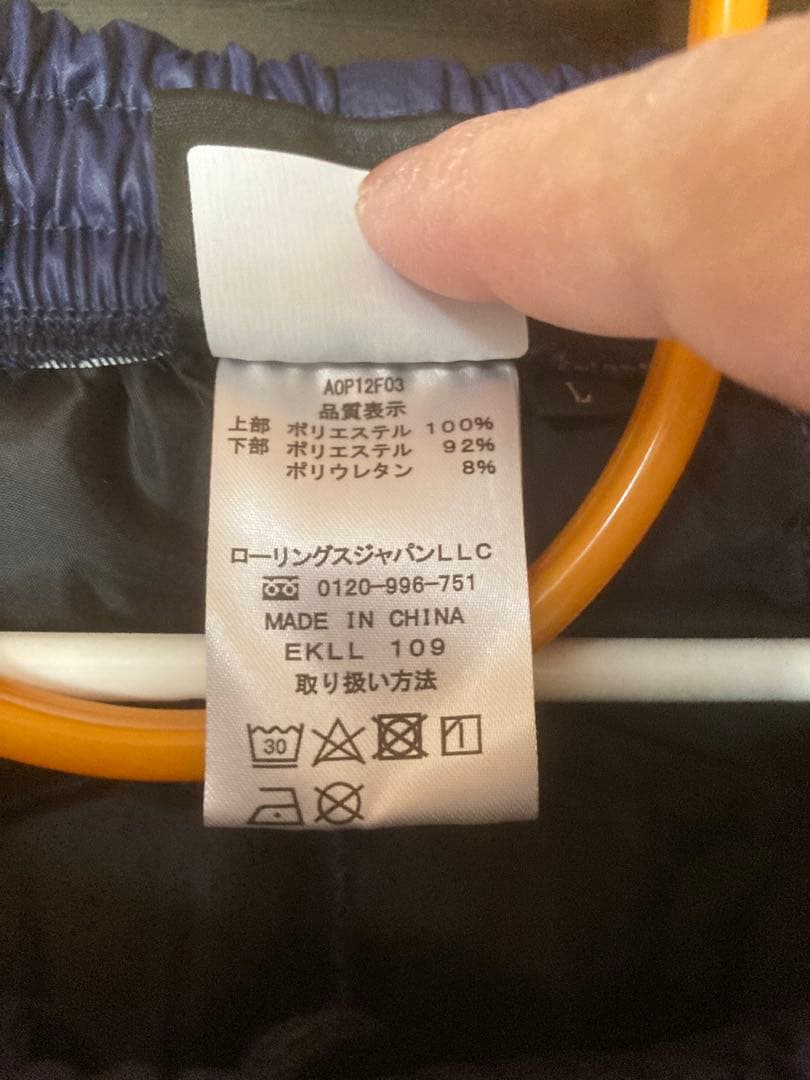 AOP12F03
品質表示
上部 ポリエステル 100%
下部 ポリエステル 92%
ポリウレタン 8%
ローリングスジャパンLLC
0120-996-751
MADE IN CHINA
EKLL 109
取り扱い方法
30
L